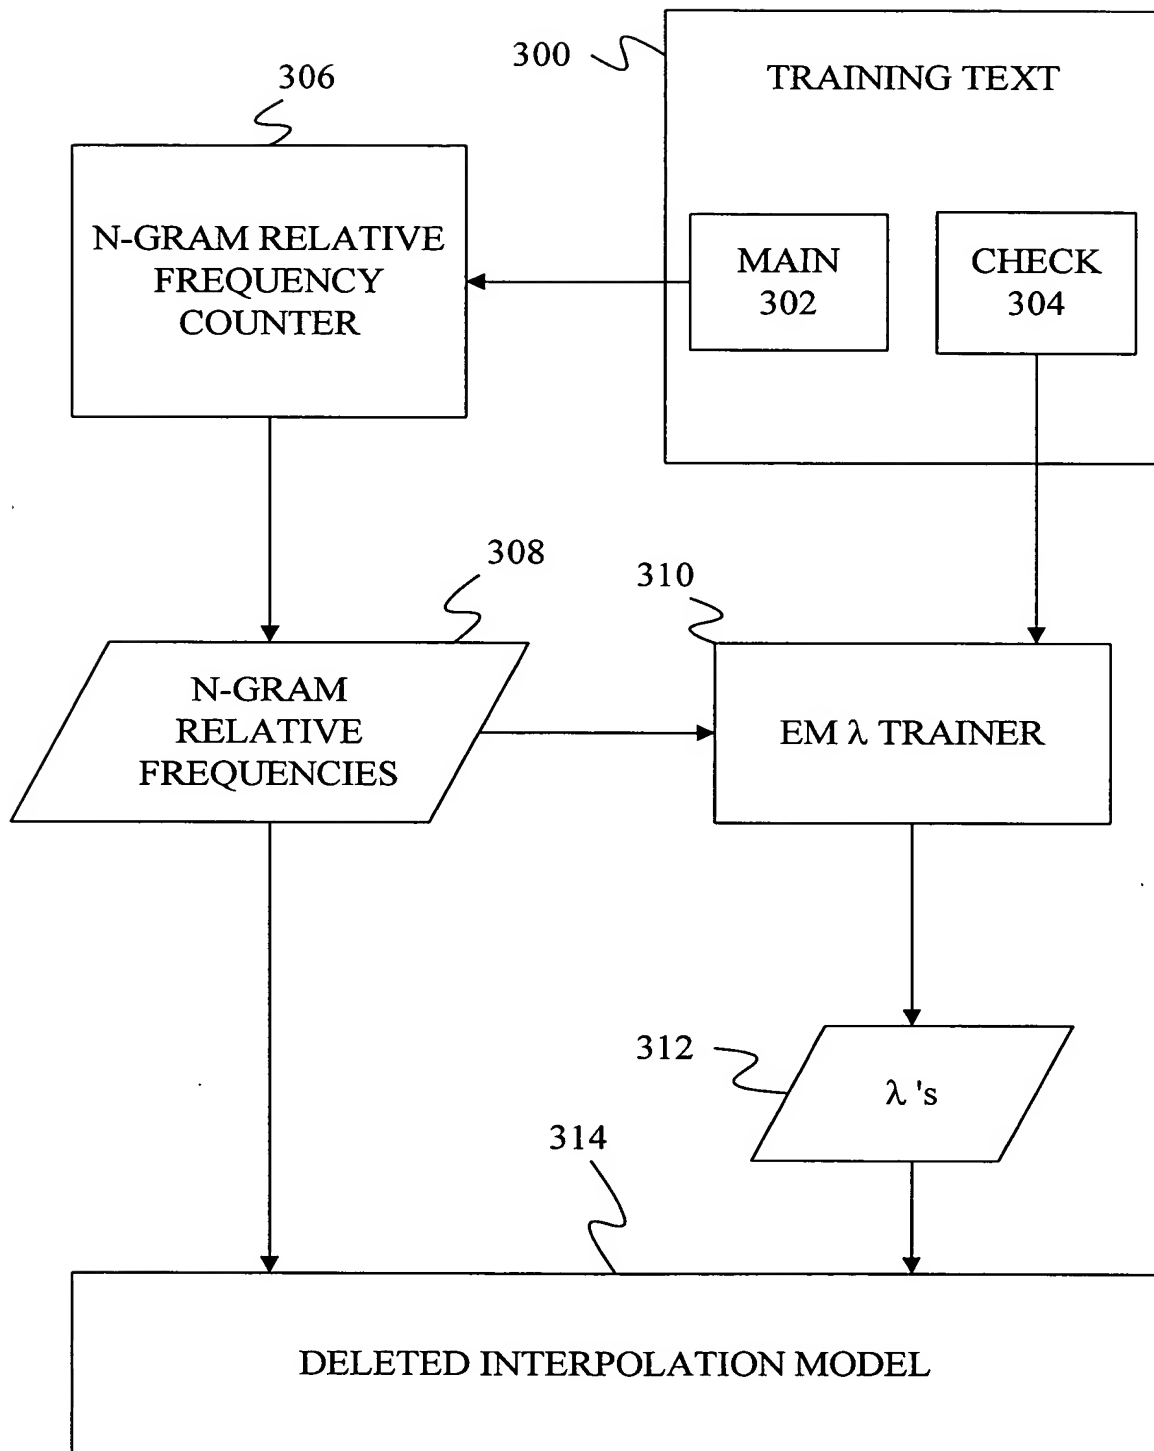 300
TRAINING TEXT
306
N-GRAM RELATIVE
FREQUENCY
COUNTER
MAIN
302
CHECK
304
308
310
N-GRAM
RELATIVE
FREQUENCIES
EM λ TRAINER
312
λ 's
314
DELETED INTERPOLATION MODEL